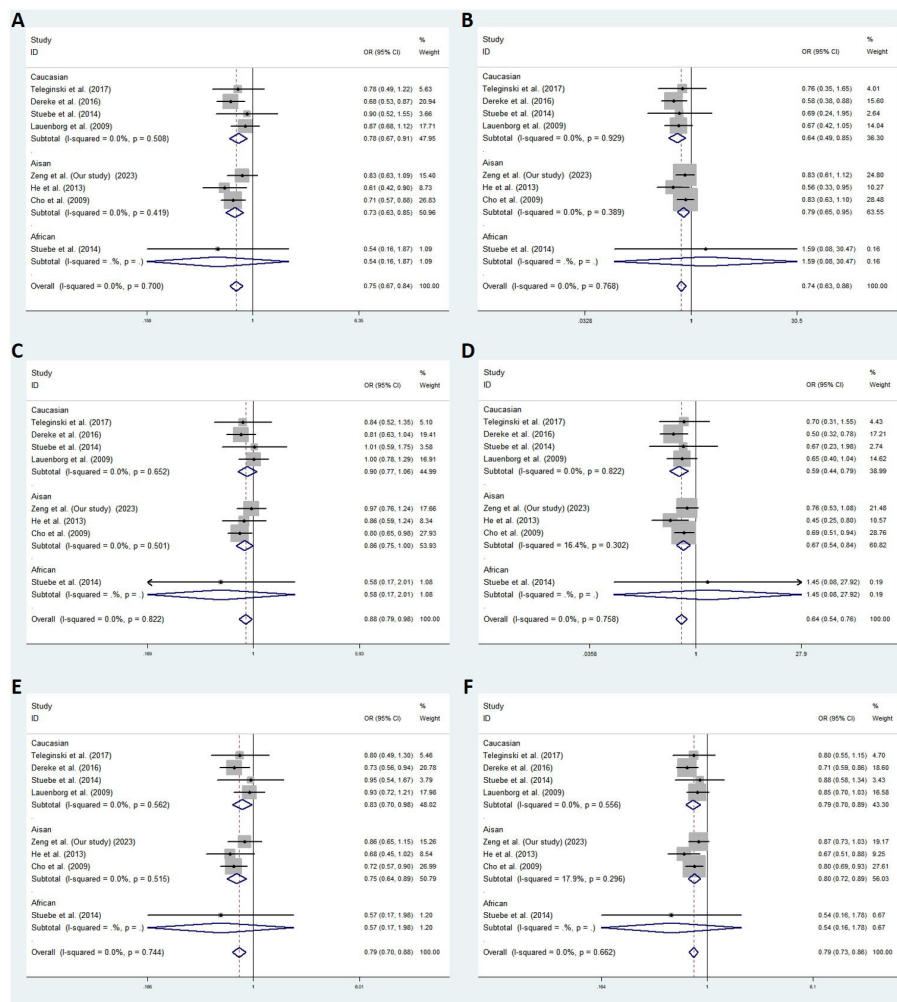 A
Study %
ID OR (95% CI) Weight
Caucasian
Teleginski et al. (2017) 0.78 (0.49, 1.22) 5.63
Dereke et al. (2016) 0.68 (0.53, 0.87) 20.94
Stuebe et al. (2014) 0.90 (0.52, 1.55) 3.66
Lauenborg et al. (2009) 0.87 (0.68, 1.12) 17.71
Subtotal (I-squared = 0.0%, p = 0.508) 0.78 (0.67, 0.91) 47.95
.
Aisan
Zeng et al. (Our study) (2023) 0.83 (0.63, 1.09) 15.40
He et al. (2013) 0.61 (0.42, 0.90) 8.73
Cho et al. (2009) 0.71 (0.57, 0.88) 26.83
Subtotal (I-squared = 0.0%, p = 0.419) 0.73 (0.63, 0.85) 50.96
.
African
Stuebe et al. (2014) 0.54 (0.16, 1.87) 1.09
Subtotal (I-squared = .%, p = .) 0.54 (0.16, 1.87) 1.09
.
Overall (I-squared = 0.0%, p = 0.700) 0.75 (0.67, 0.84) 100.00
1
B
Study %
ID OR (95% CI) Weight
Caucasian
Teleginski et al. (2017) 0.76 (0.35, 1.65) 4.01
Dereke et al. (2016) 0.58 (0.38, 0.88) 15.60
Stuebe et al. (2014) 0.69 (0.24, 1.95) 2.64
Lauenborg et al. (2009) 0.67 (0.42, 1.05) 14.04
Subtotal (I-squared = 0.0%, p = 0.929) 0.64 (0.49, 0.85) 36.30
.
Aisan
Zeng et al. (Our study) (2023) 0.83 (0.61, 1.12) 24.80
He et al. (2013) 0.56 (0.33, 0.95) 10.27
Cho et al. (2009) 0.83 (0.63, 1.10) 28.48
Subtotal (I-squared = 0.0%, p = 0.389) 0.79 (0.65, 0.95) 63.55
.
African
Stuebe et al. (2014) 1.59 (0.08, 30.47) 0.16
Subtotal (I-squared = .%, p = .) 1.59 (0.08, 30.47) 0.16
.
Overall (I-squared = 0.0%, p = 0.768) 0.74 (0.63, 0.86) 100.00
.0328 1 30.5
C
Study %
ID OR (95% CI) Weight
Caucasian
Teleginski et al. (2017) 0.84 (0.52, 1.35) 5.10
Dereke et al. (2016) 0.81 (0.63, 1.04) 19.41
Stuebe et al. (2014) 1.01 (0.59, 1.75) 3.58
Lauenborg et al. (2009) 1.00 (0.78, 1.29) 16.91
Subtotal (I-squared = 0.0%, p = 0.652) 0.90 (0.77, 1.06) 44.99
.
Aisan
Zeng et al. (Our study) (2023) 0.97 (0.76, 1.24) 17.66
He et al. (2013) 0.86 (0.59, 1.24) 8.34
Cho et al. (2009) 0.80 (0.65, 0.98) 27.93
Subtotal (I-squared = 0.0%, p = 0.501) 0.86 (0.75, 1.00) 53.93
.
African
Stuebe et al. (2014) 0.58 (0.17, 2.01) 1.08
Subtotal (I-squared = .%, p = .) 0.58 (0.17, 2.01) 1.08
.
Overall (I-squared = 0.0%, p = 0.822) 0.88 (0.79, 0.98) 100.00
1
D
Study %
ID OR (95% CI) Weight
Caucasian
Teleginski et al. (2017) 0.70 (0.31, 1.55) 4.43
Dereke et al. (2016) 0.50 (0.32, 0.78) 17.21
Stuebe et al. (2014) 0.67 (0.23, 1.98) 2.74
Lauenborg et al. (2009) 0.65 (0.40, 1.04) 14.62
Subtotal (I-squared = 0.0%, p = 0.822) 0.59 (0.44, 0.79) 38.99
.
Aisan
Zeng et al. (Our study) (2023) 0.76 (0.53, 1.08) 21.48
He et al. (2013) 0.45 (0.25, 0.80) 10.57
Cho et al. (2009) 0.69 (0.51, 0.94) 28.76
Subtotal (I-squared = 16.4%, p = 0.302) 0.67 (0.54, 0.84) 60.82
.
African
Stuebe et al. (2014) 1.45 (0.08, 27.92) 0.19
Subtotal (I-squared = .%, p = .) 1.45 (0.08, 27.92) 0.19
.
Overall (I-squared = 0.0%, p = 0.758) 0.64 (0.54, 0.76) 100.00
.0358 1 27.9
E
Study %
ID OR (95% CI) Weight
Caucasian
Teleginski et al. (2017) 0.80 (0.49, 1.30) 5.46
Dereke et al. (2016) 0.73 (0.56, 0.94) 20.78
Stuebe et al. (2014) 0.95 (0.54, 1.67) 3.79
Lauenborg et al. (2009) 0.93 (0.72, 1.21) 17.98
Subtotal (I-squared = 0.0%, p = 0.562) 0.83 (0.70, 0.98) 48.02
.
Aisan
Zeng et al. (Our study) (2023) 0.86 (0.65, 1.15) 15.26
He et al. (2013) 0.68 (0.45, 1.02) 8.54
Cho et al. (2009) 0.72 (0.57, 0.90) 26.99
Subtotal (I-squared = 0.0%, p = 0.515) 0.75 (0.64, 0.89) 50.79
.
African
Stuebe et al. (2014) 0.57 (0.17, 1.98) 1.20
Subtotal (I-squared = .%, p = .) 0.57 (0.17, 1.98) 1.20
.
Overall (I-squared = 0.0%, p = 0.744) 0.79 (0.70, 0.88) 100.00
1
F
Study %
ID OR (95% CI) Weight
Caucasian
Teleginski et al. (2017) 0.80 (0.55, 1.15) 4.70
Dereke et al. (2016) 0.71 (0.59, 0.86) 18.60
Stuebe et al. (2014) 0.88 (0.58, 1.34) 3.43
Lauenborg et al. (2009) 0.85 (0.70, 1.03) 16.58
Subtotal (I-squared = 0.0%, p = 0.556) 0.79 (0.70, 0.89) 43.30
.
Aisan
Zeng et al. (Our study) (2023) 0.87 (0.73, 1.03) 19.17
He et al. (2013) 0.67 (0.51, 0.88) 9.25
Cho et al. (2009) 0.80 (0.69, 0.93) 27.61
Subtotal (I-squared = 17.9%, p = 0.296) 0.80 (0.72, 0.89) 56.03
.
African
Stuebe et al. (2014) 0.54 (0.16, 1.78) 0.67
Subtotal (I-squared = .%, p = .) 0.54 (0.16, 1.78) 0.67
.
Overall (I-squared = 0.0%, p = 0.662) 0.79 (0.73, 0.86) 100.00
.164 1 6.1